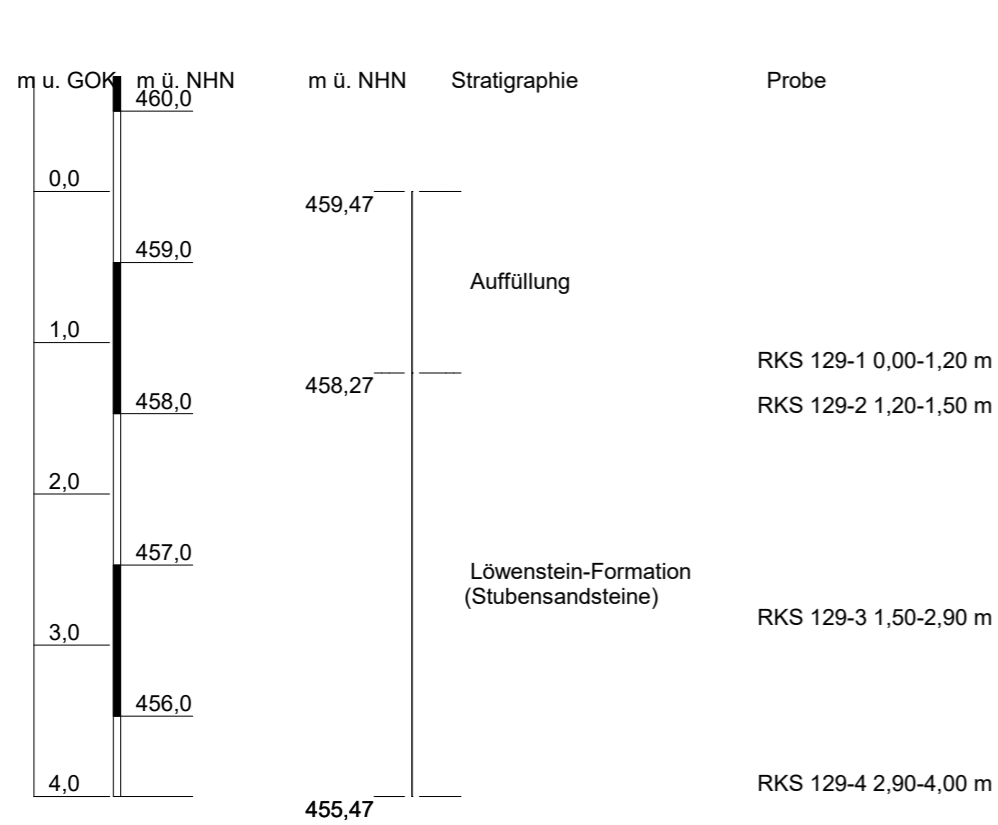 m u. GOK m ü. NHN m ü. NHN Stratigraphie Probe
460,0
0,0
459,47
459,0
Auffüllung
1,0
RKS 129-1 0,00-1,20 m
458,27
458,0
RKS 129-2 1,20-1,50 m
2,0
457,0
Löwenstein-Formation
(Stubensandsteine)
RKS 129-3 1,50-2,90 m
3,0
456,0
4,0
RKS 129-4 2,90-4,00 m
455,47